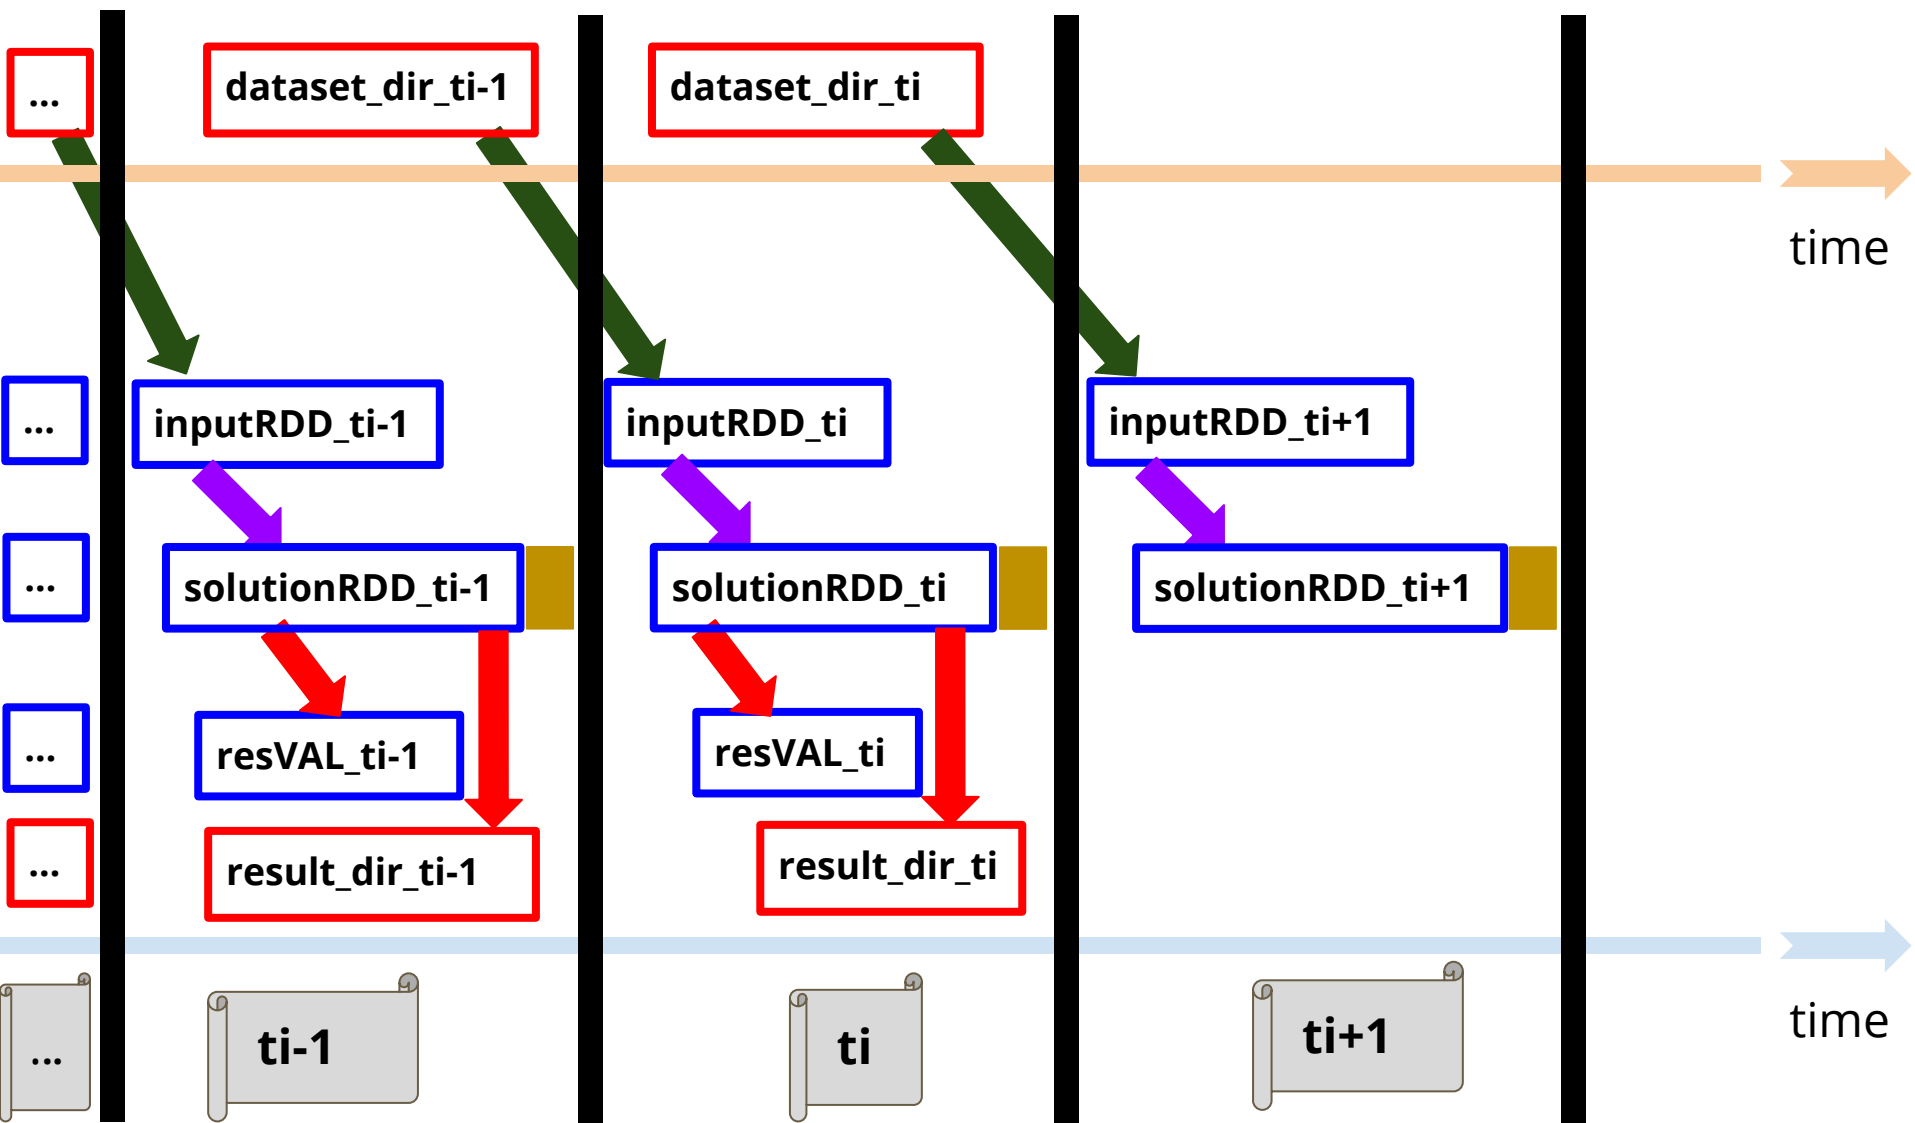 ...
dataset_dir_ti-1
dataset_dir_ti
time
...
inputRDD_ti-1
inputRDD_ti
inputRDD_ti+1
...
solutionRDD_ti-1
solutionRDD_ti
solutionRDD_ti+1
...
resVAL_ti-1
resVAL_ti
...
result_dir_ti-1
result_dir_ti
...
ti-1
ti
ti+1
time